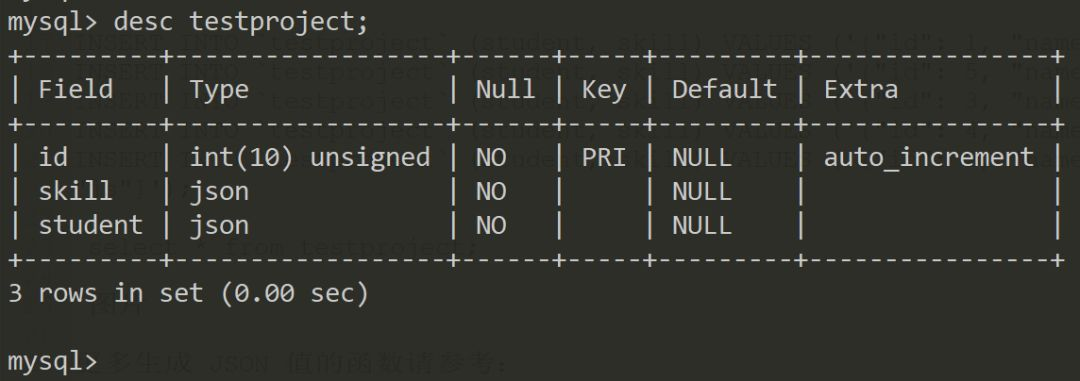 mysql> desc testproject;
+---------+------------------+------+-----+---------+----------------+
| Field   | Type             | Null | Key | Default | Extra          |
+---------+------------------+------+-----+---------+----------------+
| id      | int(10) unsigned | NO   | PRI | NULL    | auto_increment |
| skill   | json             | NO   |     | NULL    |                |
| student | json             | NO   |     | NULL    |                |
+---------+------------------+------+-----+---------+----------------+
3 rows in set (0.00 sec)
mysql>